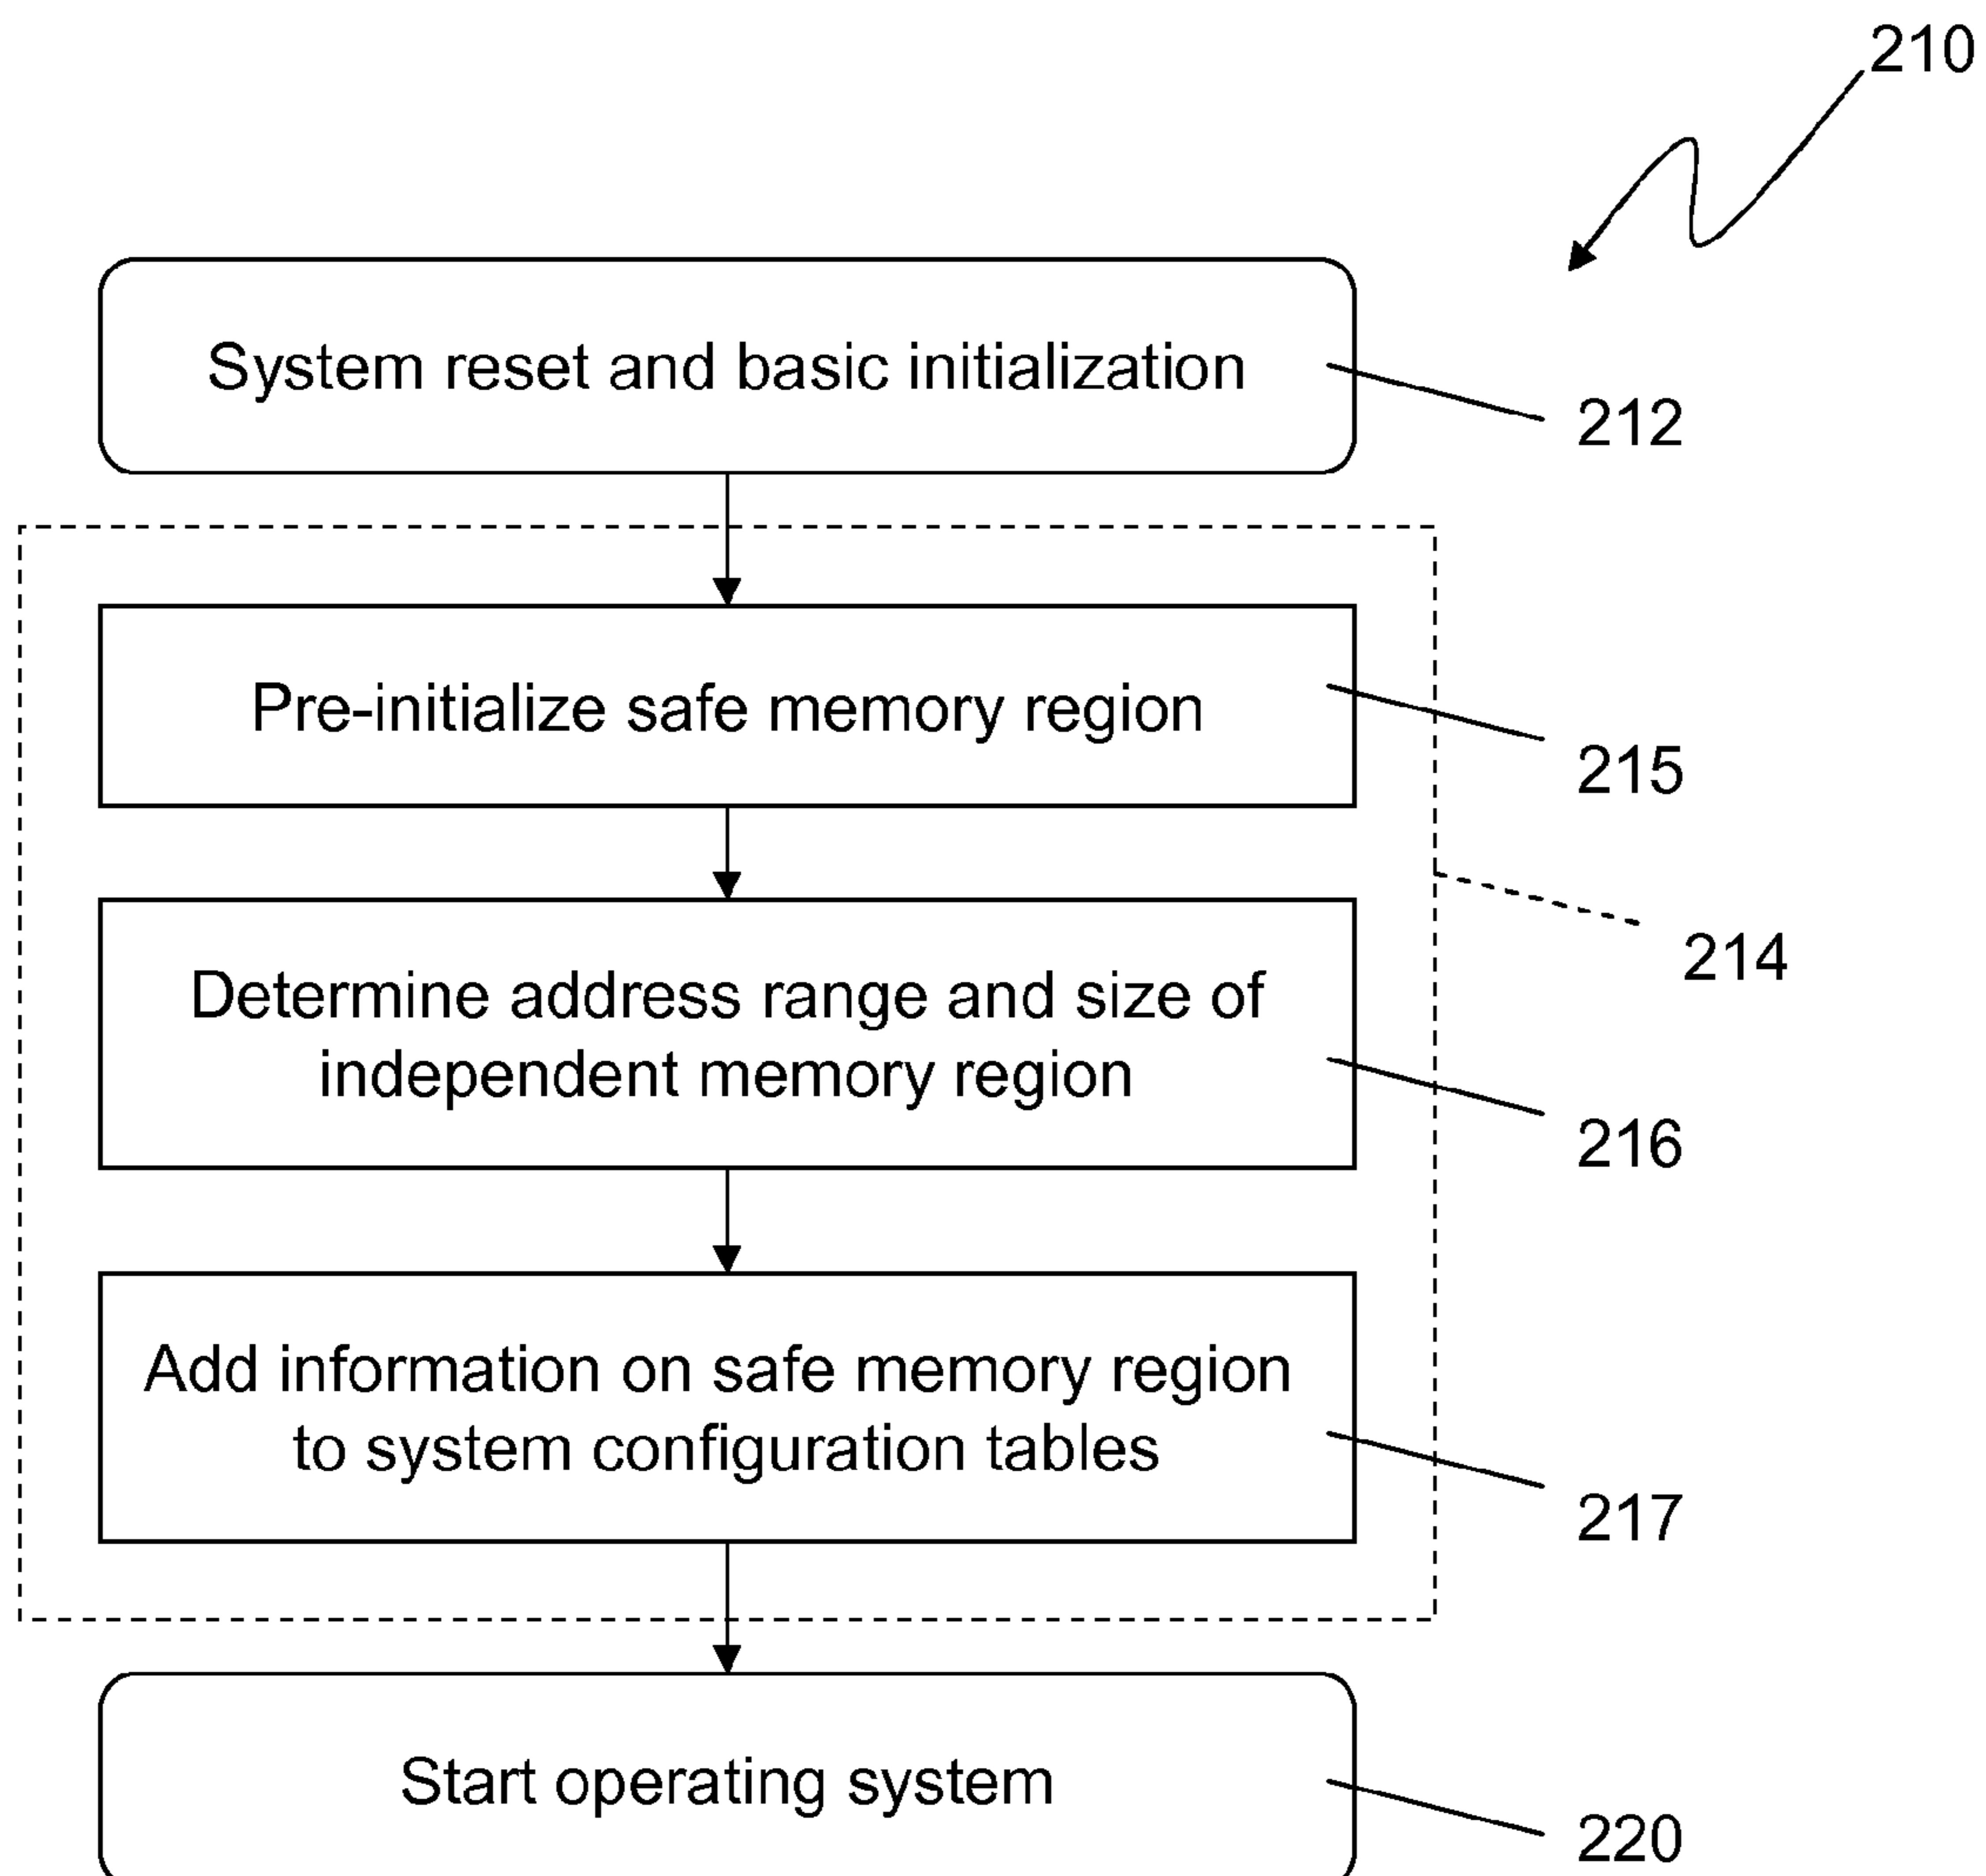 210
System reset and basic initialization
212
Pre-initialize safe memory region
215
214
Determine address range and size of
independent memory region
216
Add information on safe memory region
to system configuration tables
217
Start operating system
220